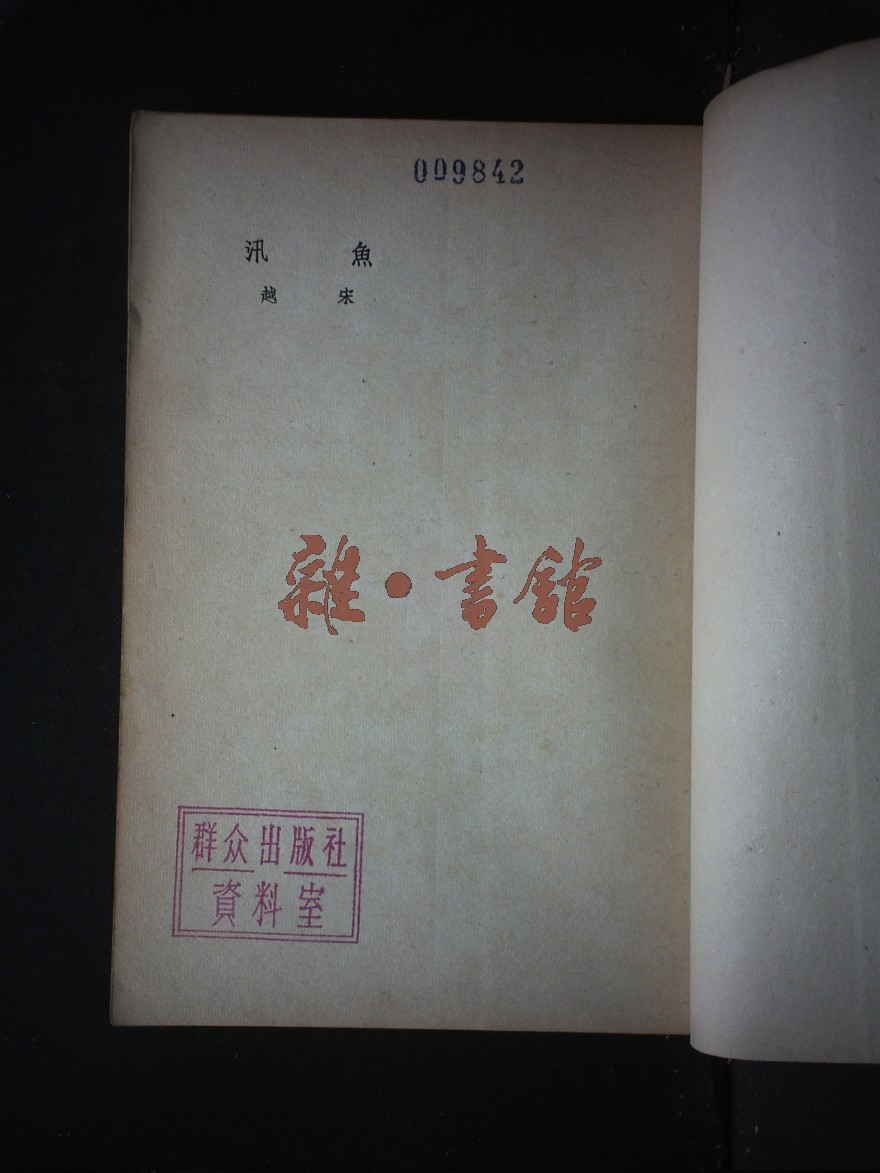 009842
魚汛
宋越
雜·書館
群众出版社
資料室